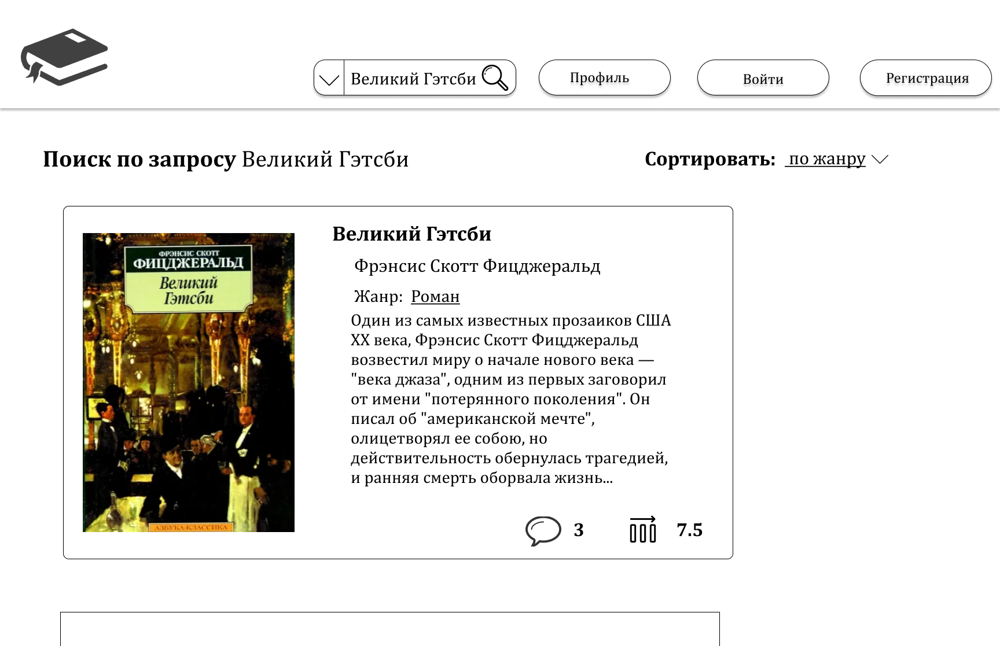 Великий Гэтсби
Профиль
Войти
Регистрация
Поиск по запросу Великий Гэтсби
Сортировать: по жанру
ФРЭНСИС СКОТТ
ФИЦДЖЕРАЛЬД
Великий
Гэтсби
АЗБУКА-КЛАССИКА
Великий Гэтсби
Фрэнсис Скотт Фицджеральд
Жанр: Роман
Один из самых известных прозаиков США
XX века, Фрэнсис Скотт Фицджеральд
возвестил миру о начале нового века —
"века джаза", одним из первых заговорил
от имени "потерянного поколения". Он
писал об "американской мечте",
олицетворял ее собою, но
действительность обернулась трагедией,
и ранняя смерть оборвала жизнь...
3
7.5